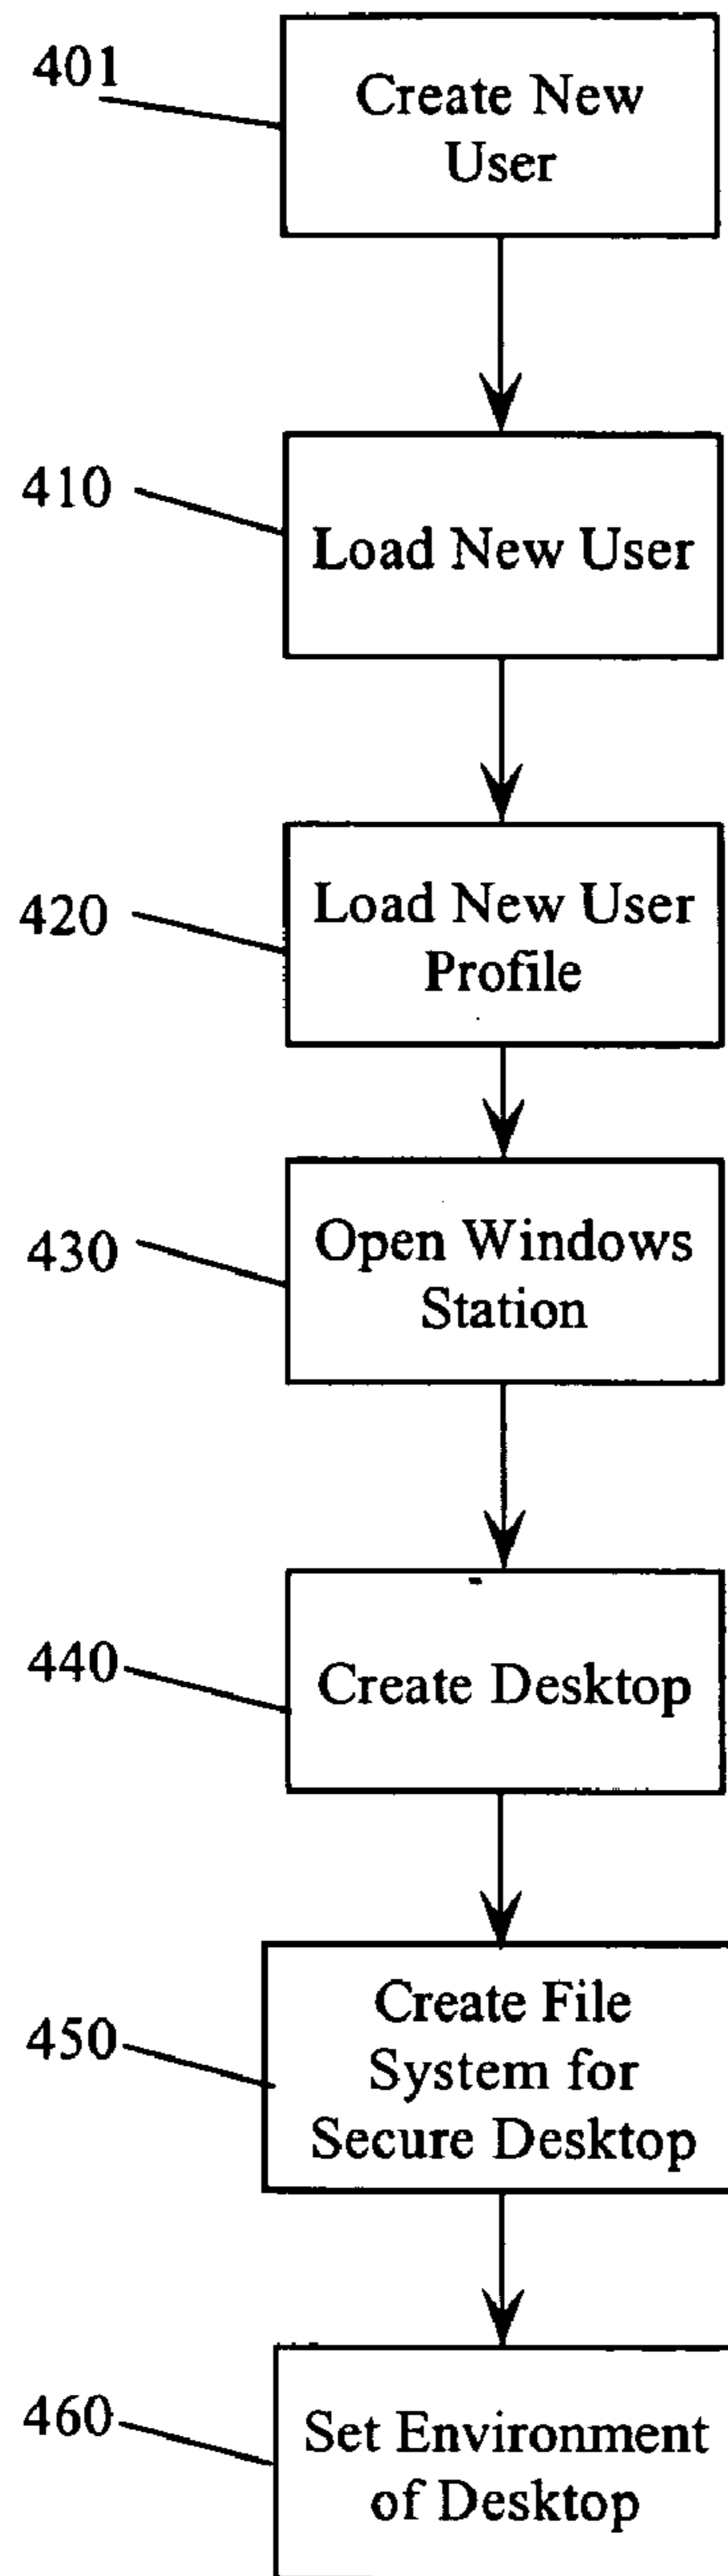 401
Create New
User
410
Load New User
420
Load New User
Profile
430
Open Windows
Station
440
Create Desktop
450
Create File
System for
Secure Desktop
460
Set Environment
of Desktop